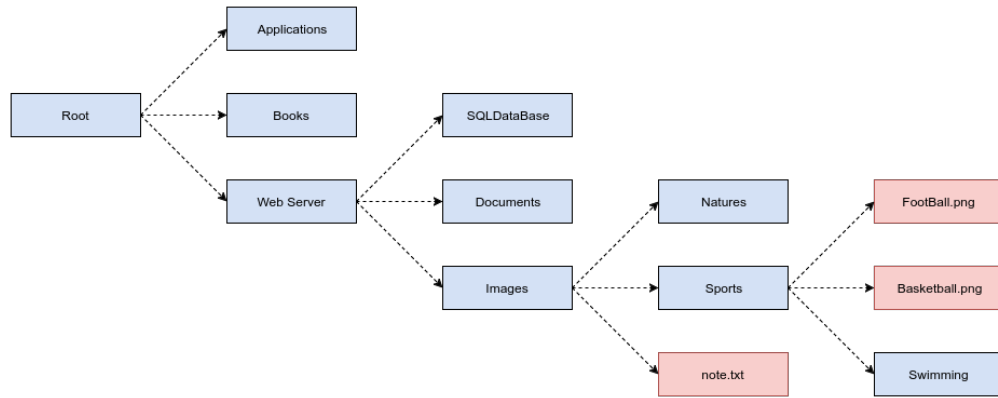 Applications
Root
Books
SQLDataBase
Web Server
Documents
Natures
FootBall.png
Images
Sports
Basketball.png
note.txt
Swimming